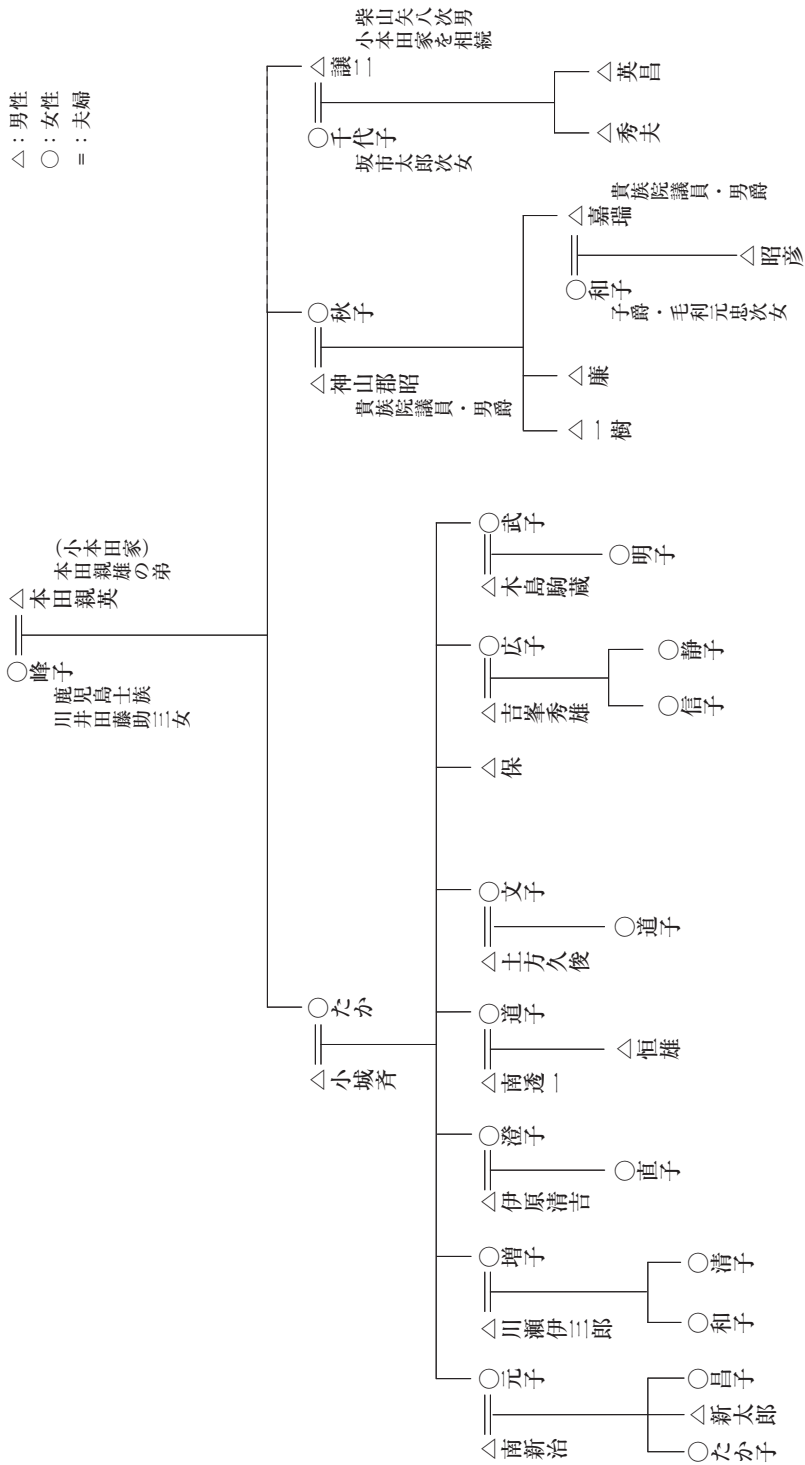 △：男性
○：女性
=：夫婦
（小本田家）
本田親雄の弟
△本田親英
○峰子
鹿児島士族
川井田藤助三女
柴山矢八次男
小本田家を相続
△譲二
○千代子
坂市太郎次女
△英昌
△秀夫
○秋子
△神山郡昭
貴族院議員・男爵
貴族院議員・男爵
△嘉瑞
○和子
子爵・毛利元忠次女
△昭彦
△廉
△一樹
○たか
△小城斉
○武子
△木島駒蔵
○明子
○広子
△吉峯秀雄
○静子
○信子
△保
○文子
△土方久俊
○道子
○道子
△南透一
△恒雄
○澄子
△伊原清吉
○直子
○増子
△川瀬伊三郎
○清子
○和子
○元子
△南新治
○昌子
△新太郎
○たか子